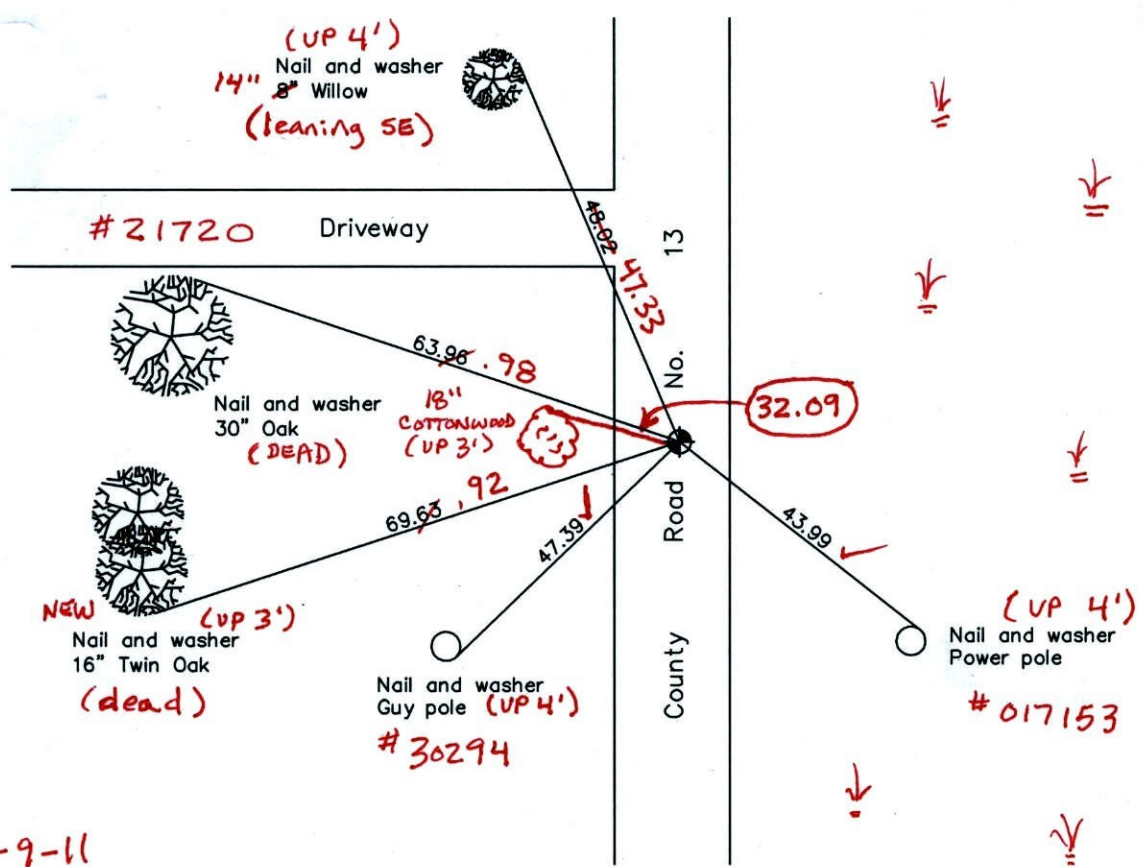 (UP 4')
Nail and washer
14" 8" Willow
(leaning SE)
#21720 Driveway
48.02 47.33
63.96 .98
Nail and washer
30" Oak
(DEAD)
18"
COTTONWOOD
(UP 3')
32.09
69.63 .92
47.39
43.99
County Road No. 13
NEW (UP 3')
Nail and washer
16" Twin Oak
(dead)
Nail and washer
Guy pole (UP 4')
#30294
(UP 4')
Nail and washer
Power pole
#017153
-9-11